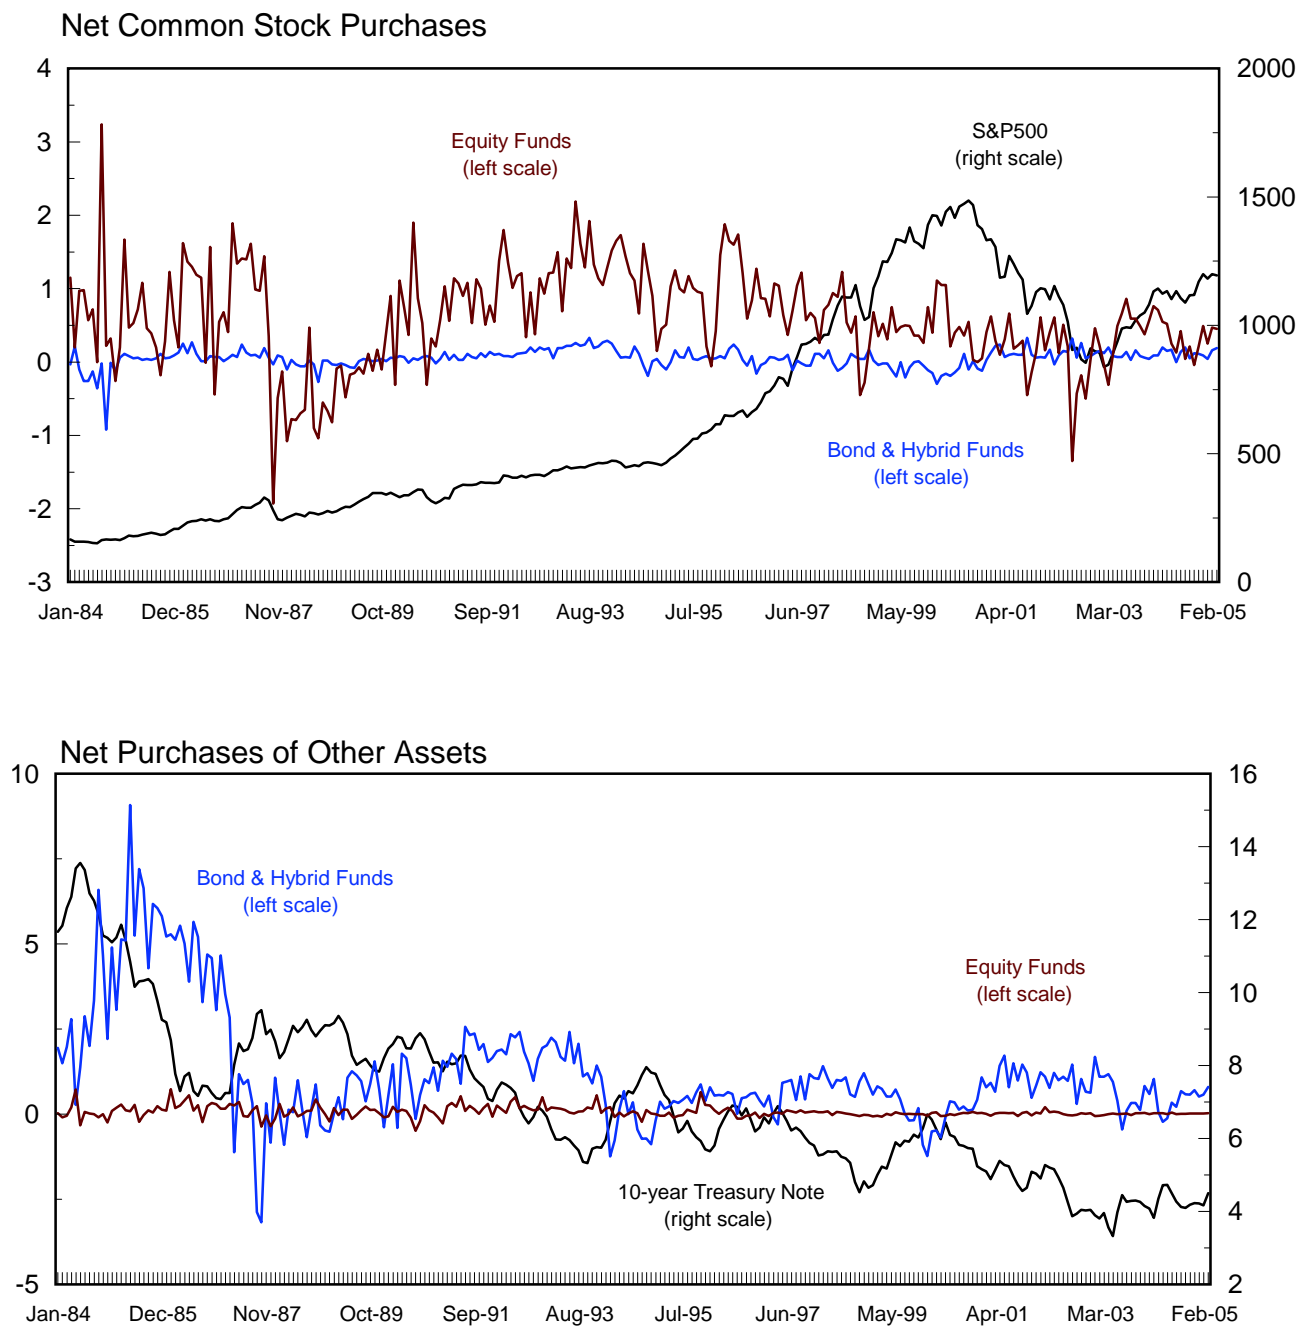 Net Common Stock Purchases
4
3
2
1
0
-1
-2
-3
2000
1500
1000
500
0
Equity Funds
(left scale)
S&P500
(right scale)
Bond & Hybrid Funds
(left scale)
Jan-84 Dec-85 Nov-87 Oct-89 Sep-91 Aug-93 Jul-95 Jun-97 May-99 Apr-01 Mar-03 Feb-05
Net Purchases of Other Assets
10
5
0
-5
16
14
12
10
8
6
4
2
Bond & Hybrid Funds
(left scale)
Equity Funds
(left scale)
10-year Treasury Note
(right scale)
Jan-84 Dec-85 Nov-87 Oct-89 Sep-91 Aug-93 Jul-95 Jun-97 May-99 Apr-01 Mar-03 Feb-05